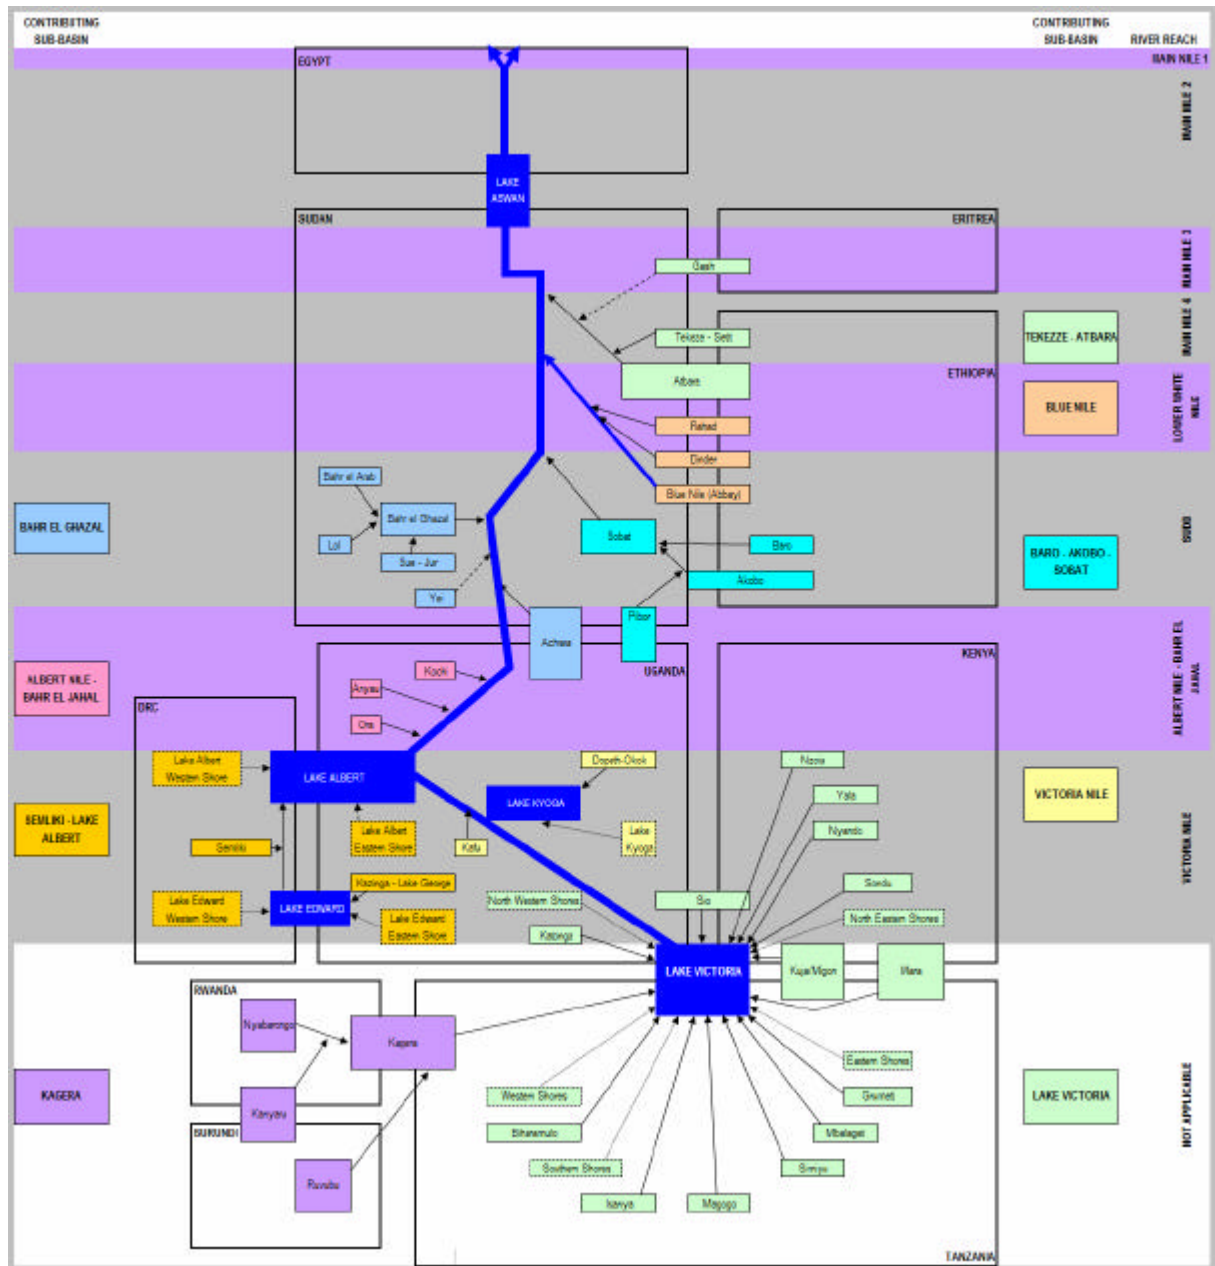 CONTRIBUTING
SUB-BASIN
CONTRIBUTING
SUB-BASIN
RIVER REACH
MAIN NILE 1
EGYPT
MAIN NILE 2
LAKE
ASWAN
SUDAN
ERITREA
MAIN NILE 3
Gash
MAIN NILE 4
Tekeze - Setit
TEKEZZE - ATBARA
ETHIOPIA
Atbara
BLUE NILE
LOWER WHITE
NILE
Rahad
Dinder
Bahr el Arab
Blue Nile (Abbay)
BAHR EL GHAZAL
Bahr el Ghazal
Sobat
Baro
SUDD
Lol
Sue - Jur
BARO - AKOBO -
SOBAT
Akobo
Yei
Pibor
Achwa
UGANDA
KENYA
ALBERT NILE -
BAHR EL JAHAL
Kochi
Anyau
Ora
ALBERT NILE - BAHR EL
JAHAL
DRC
Lake Albert
Western Shore
LAKE ALBERT
Dopeth-Okok
Nzoia
LAKE KYOGA
Yala
VICTORIA NILE
SEMLIKI - LAKE
ALBERT
Lake Albert
Eastern Shore
Kafu
Lake
Kyoga
Nyando
VICTORIA NILE
Semliki
Kazinga - Lake George
Sondu
Lake Edward
Western Shore
LAKE EDWARD
North Western Shores
Sio
North Eastern Shores
Lake Edward
Eastern Shore
Katonga
LAKE VICTORIA
Kuja/Migori
Mara
RWANDA
Nyabarongo
Kagera
Eastern Shores
KAGERA
Western Shores
Grumeti
LAKE VICTORIA
NOT APPLICABLE
Kanyaru
BURUNDI
Biharamulo
Mbalageti
Southern Shores
Simiyu
Ruvubu
Isanga
Magogo
TANZANIA